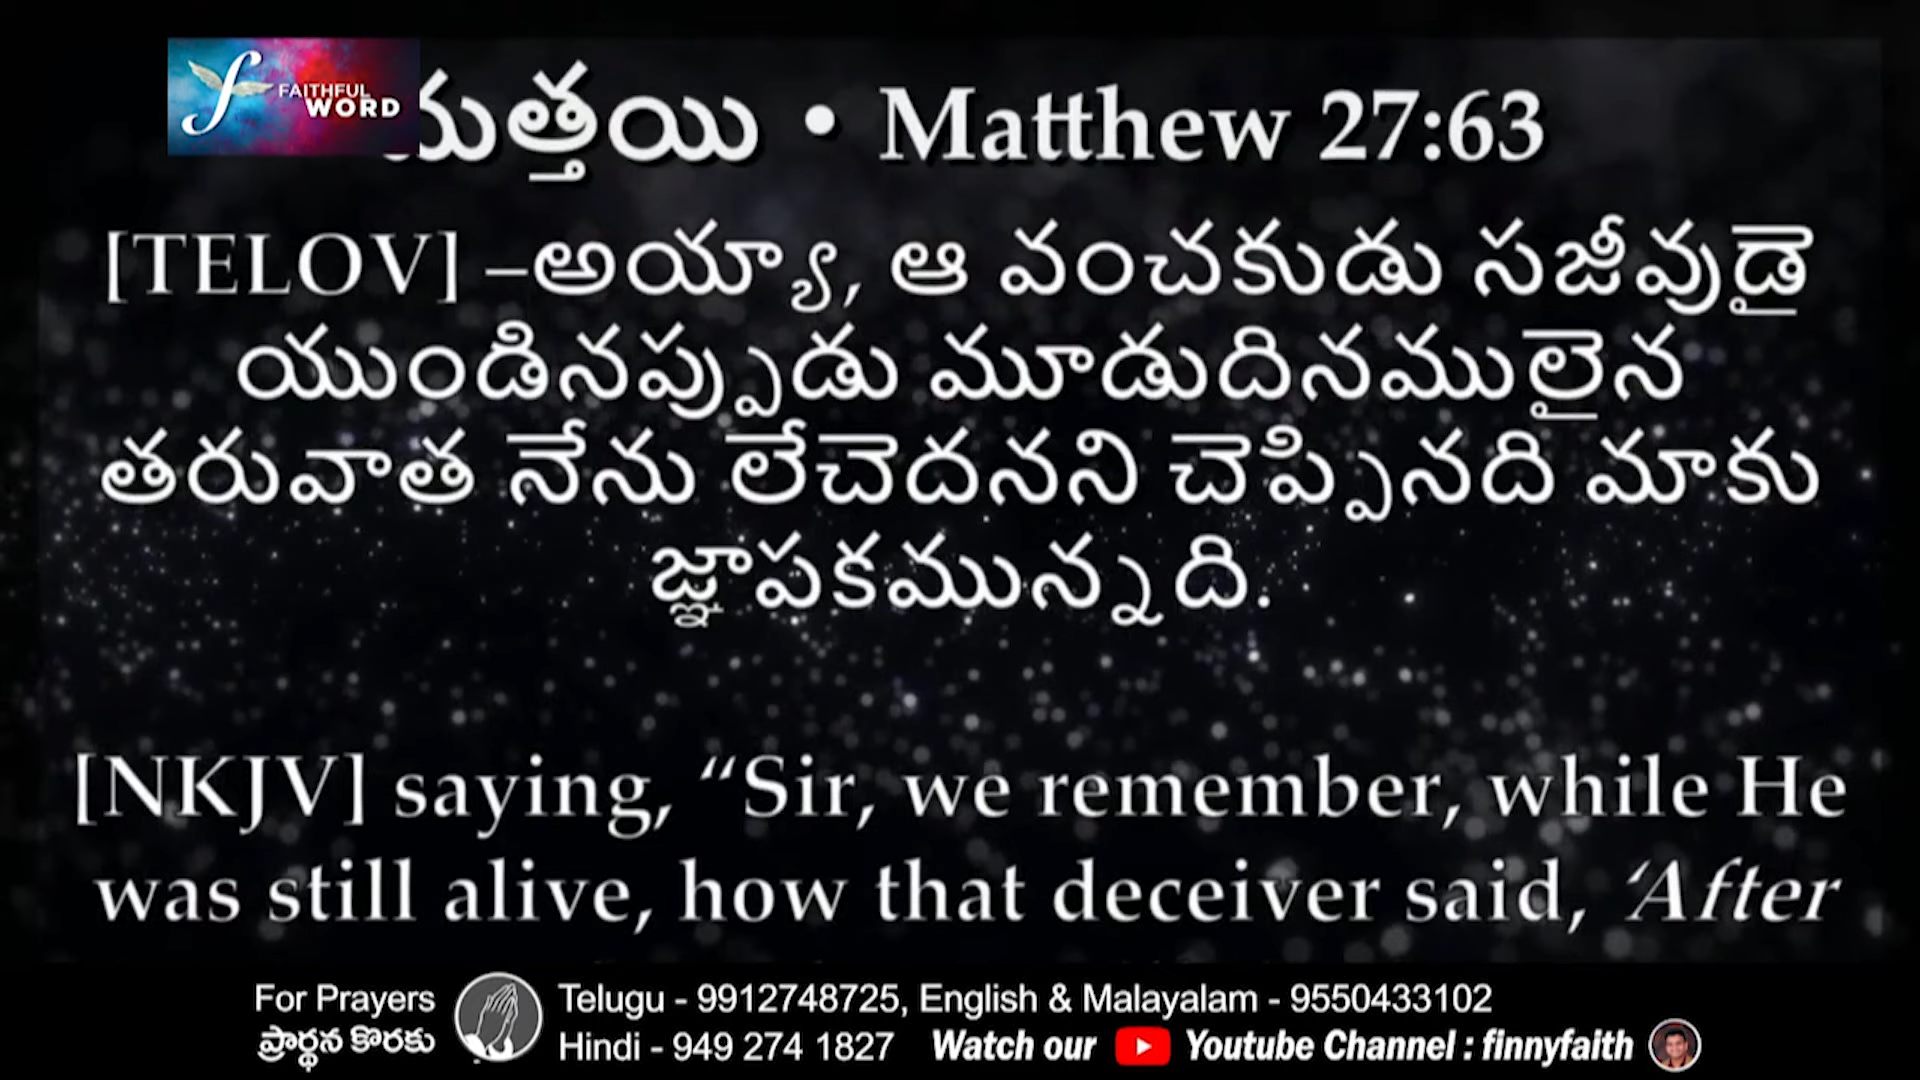 FAITHFUL
WORD
మత్తయి • Matthew 27:63
[TELOV] –అయ్యా, ఆ వంచకుడు సజీవుడై
యుండినప్పుడు మూడుదినములైన
తరువాత నేను లేచెదనని చెప్పినది మాకు
జ్ఞాపకమున్నది.
[NKJV] saying, “Sir, we remember, while He
was still alive, how that deceiver said, ‘After
For Prayers
ప్రార్థన కొరకు
Telugu - 9912748725, English & Malayalam - 9550433102
Hindi - 949 274 1827 Watch our Youtube Channel : finnyfaith